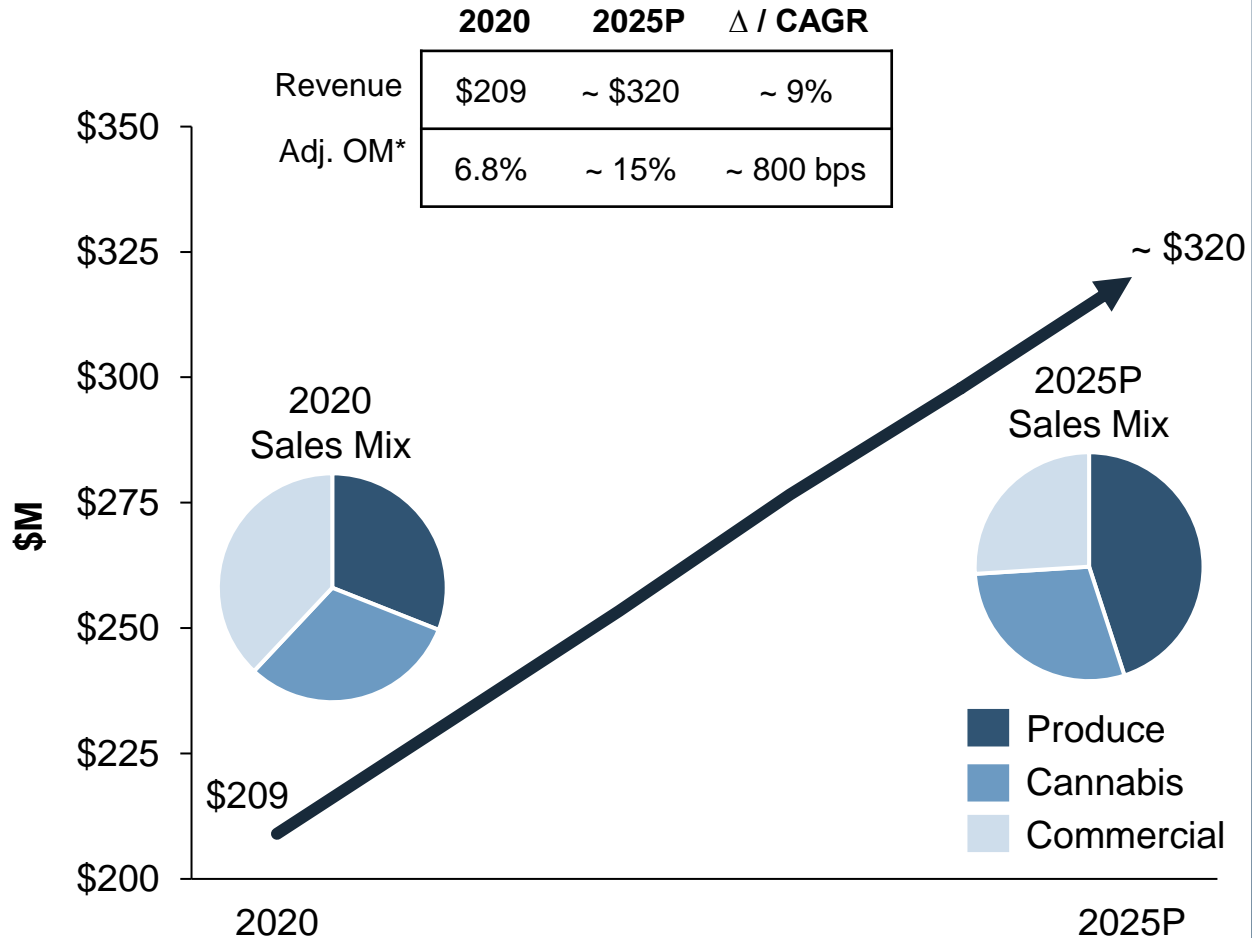 2020 2025P Δ / CAGR
Revenue $209 ~ $320 ~ 9%
Adj. OM* 6.8% ~ 15% ~ 800 bps
$350
$325
$300
$275
$250
$225
$200
$M
~ $320
2020
Sales Mix
2025P
Sales Mix
$209
Produce
Cannabis
Commercial
2020 2025P